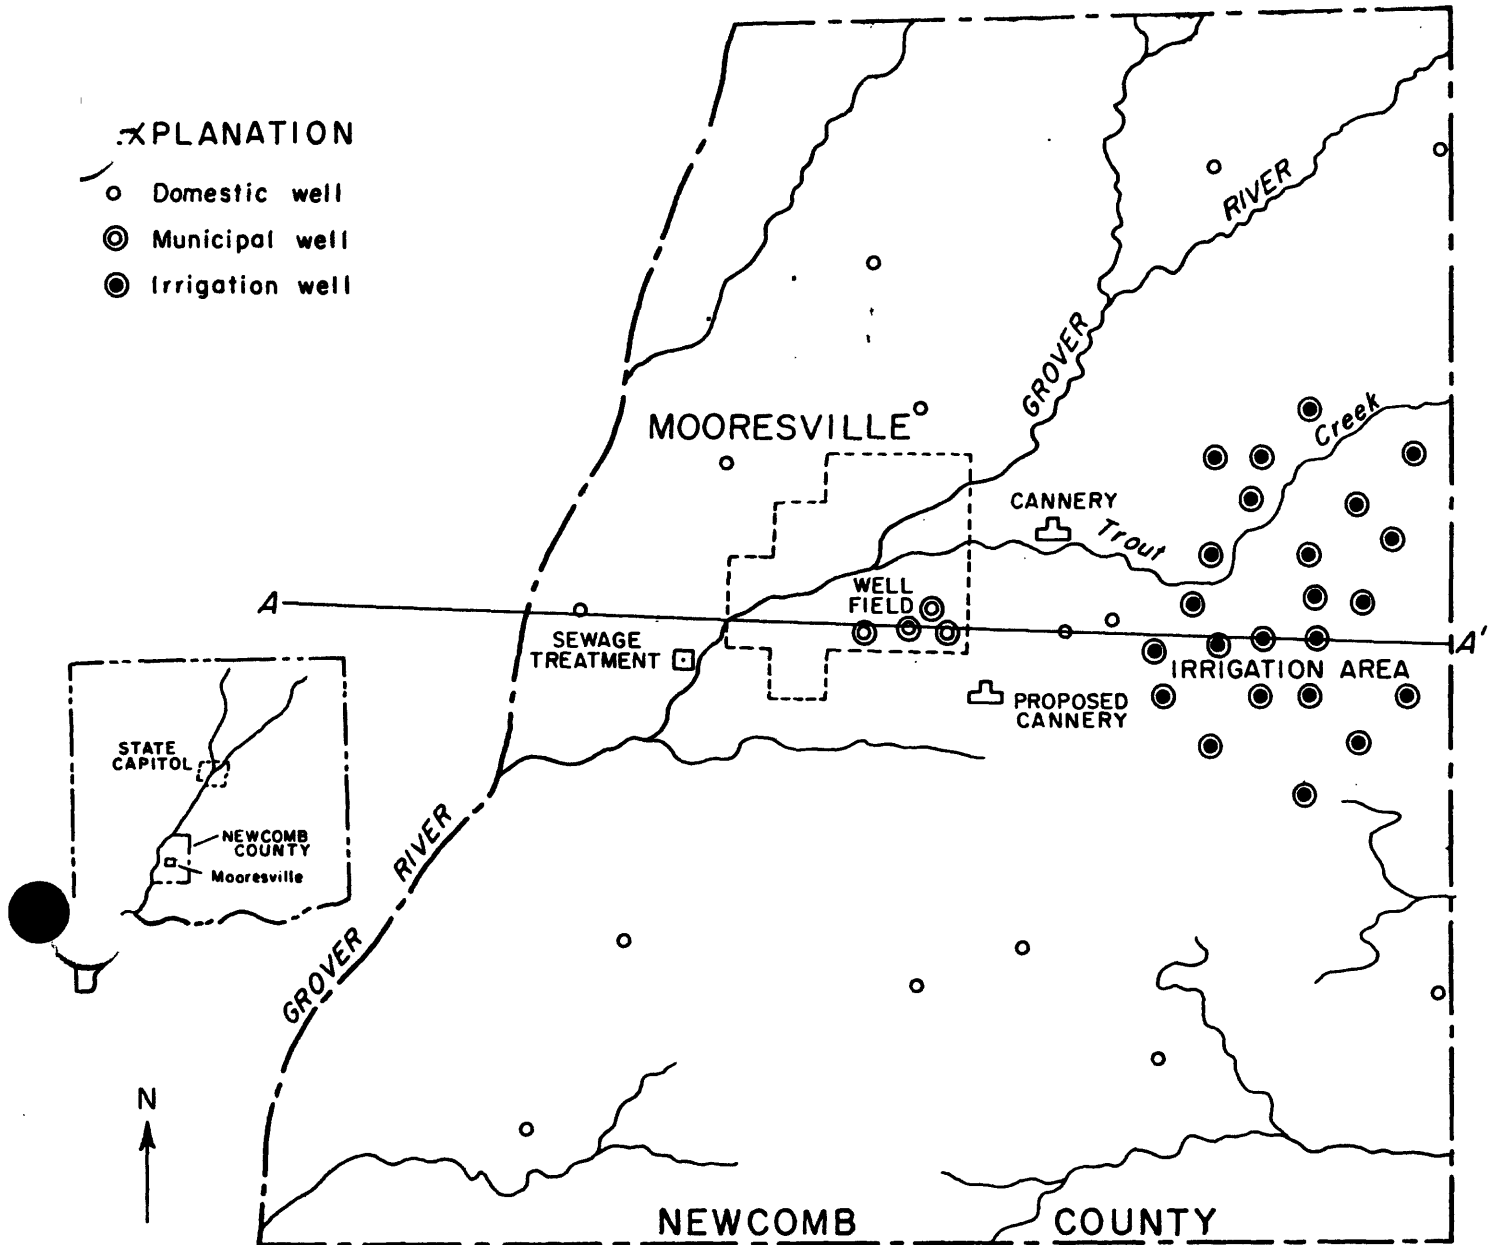 .XPLANATION
Domestic well
Municipal well
Irrigation well
RIVER
GROVER
MOORESVILLE
Creek
CANNERY
Trout
WELL
FIELD
A
A'
SEWAGE
TREATMENT
IRRIGATION AREA
PROPOSED
CANNERY
STATE
CAPITOL
NEWCOMB
COUNTY
Mooresville
RIVER
GROVER
N
NEWCOMB COUNTY